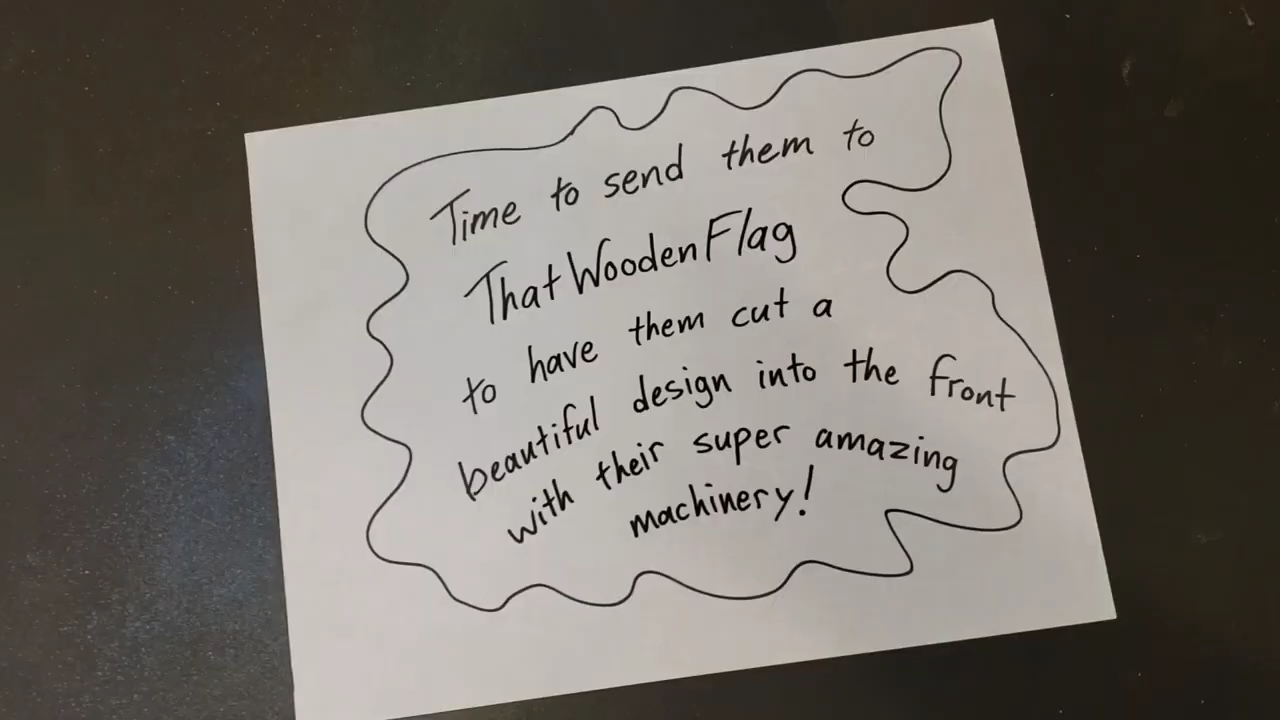 Time to send them to
ThatWoodenFlag
to have them cut a
beautiful design into the front
with their super amazing
machinery!